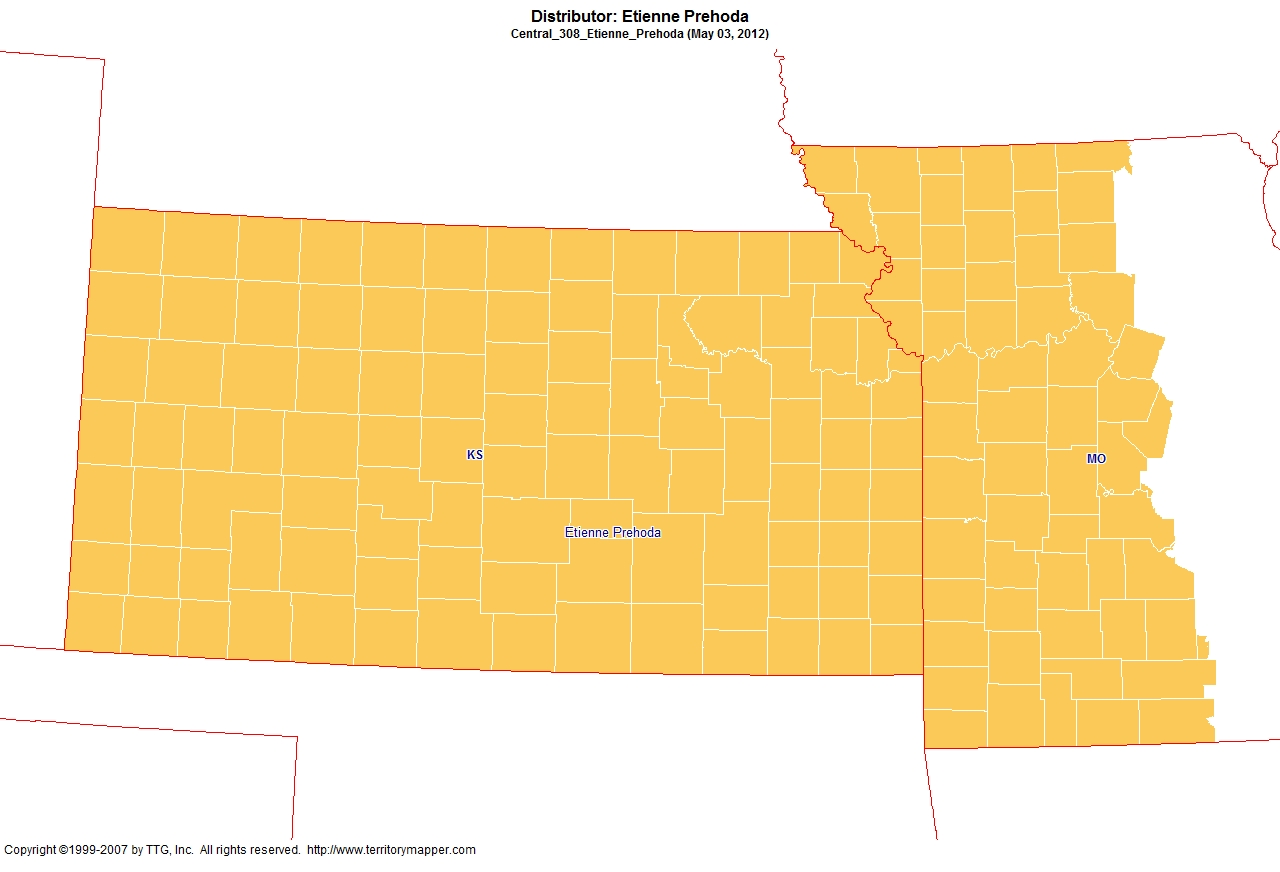 Distributor: Etienne Prehoda
Central_308_Etienne_Prehoda (May 03, 2012)
KS
MO
Etienne Prehoda
Copyright ©1999-2007 by TTG, Inc. All rights reserved. http://www.territorymapper.com